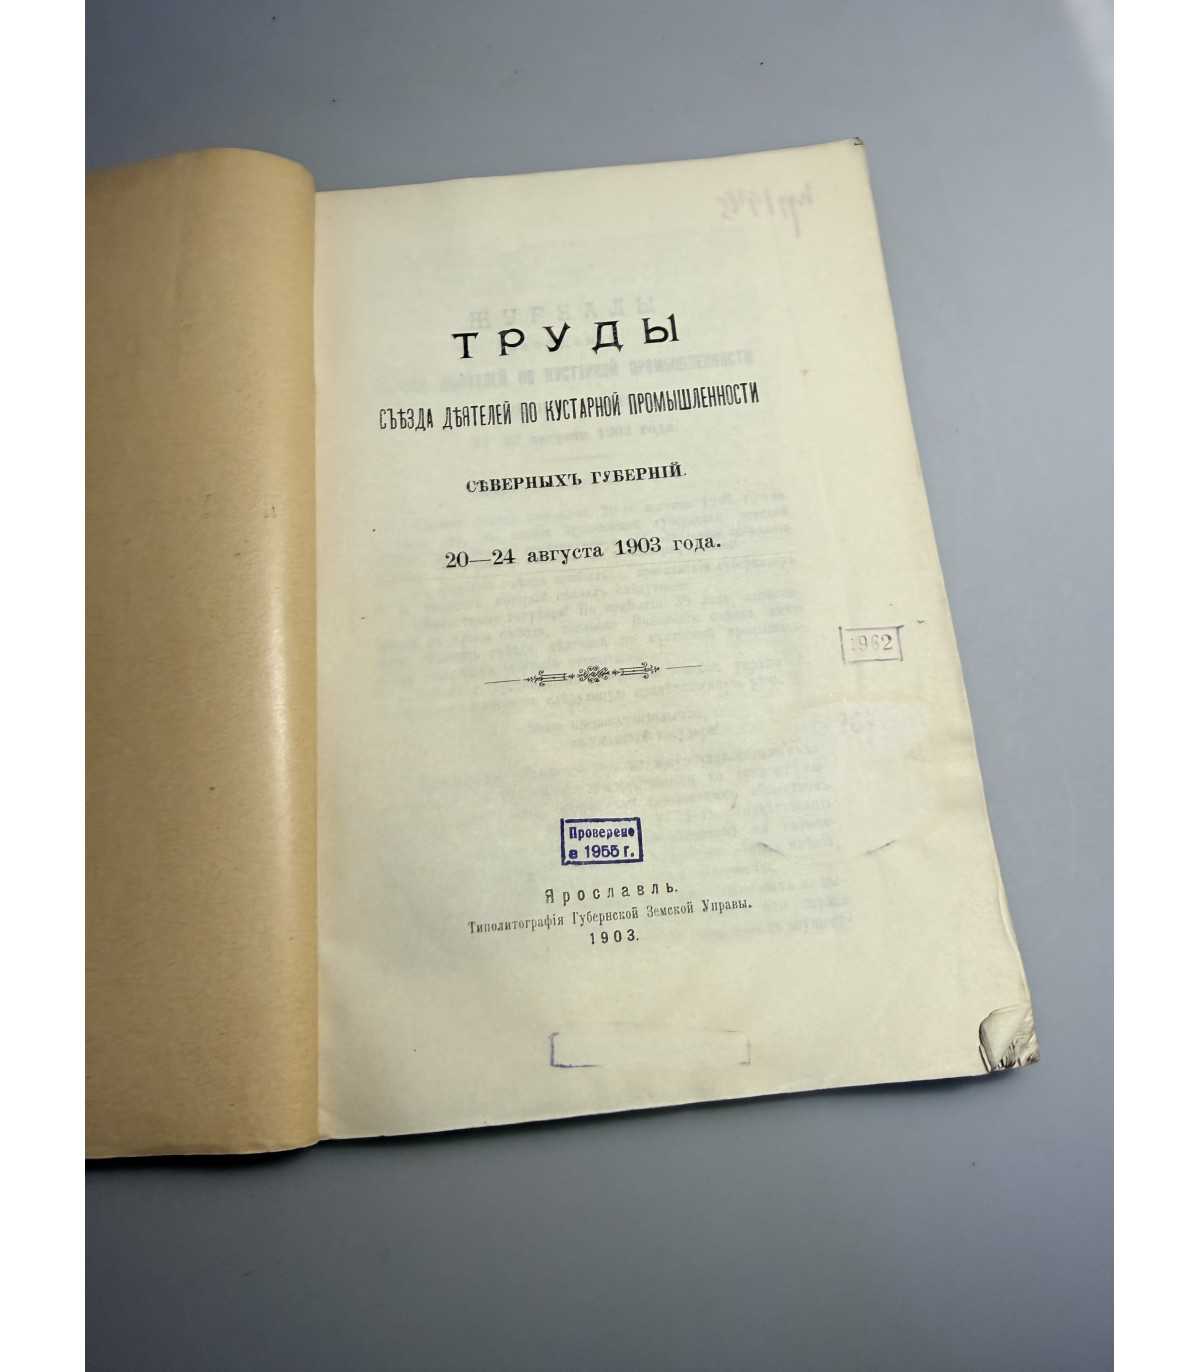 ТРУДЫ
СЪѢЗДА ДѢЯТЕЛЕЙ ПО КУСТАРНОЙ ПРОМЫШЛЕННОСТИ
СѢВЕРНЫХЪ ГУБЕРНІЙ.
20—24 августа 1903 года.
1962
Проверено
в 1955 г.
Ярославль.
Типолитографія Губернской Земской Управы.
1903.